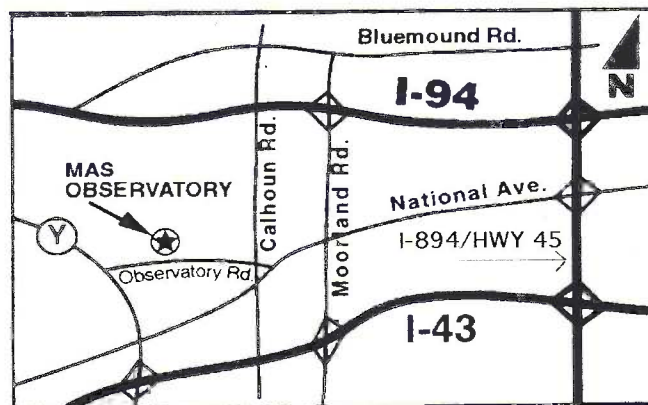 Bluemound Rd.
N
I-94
Calhoun Rd.
Moorland Rd.
MAS
OBSERVATORY
National Ave.
Y
I-894/HWY 45
Observatory Rd.
I-43